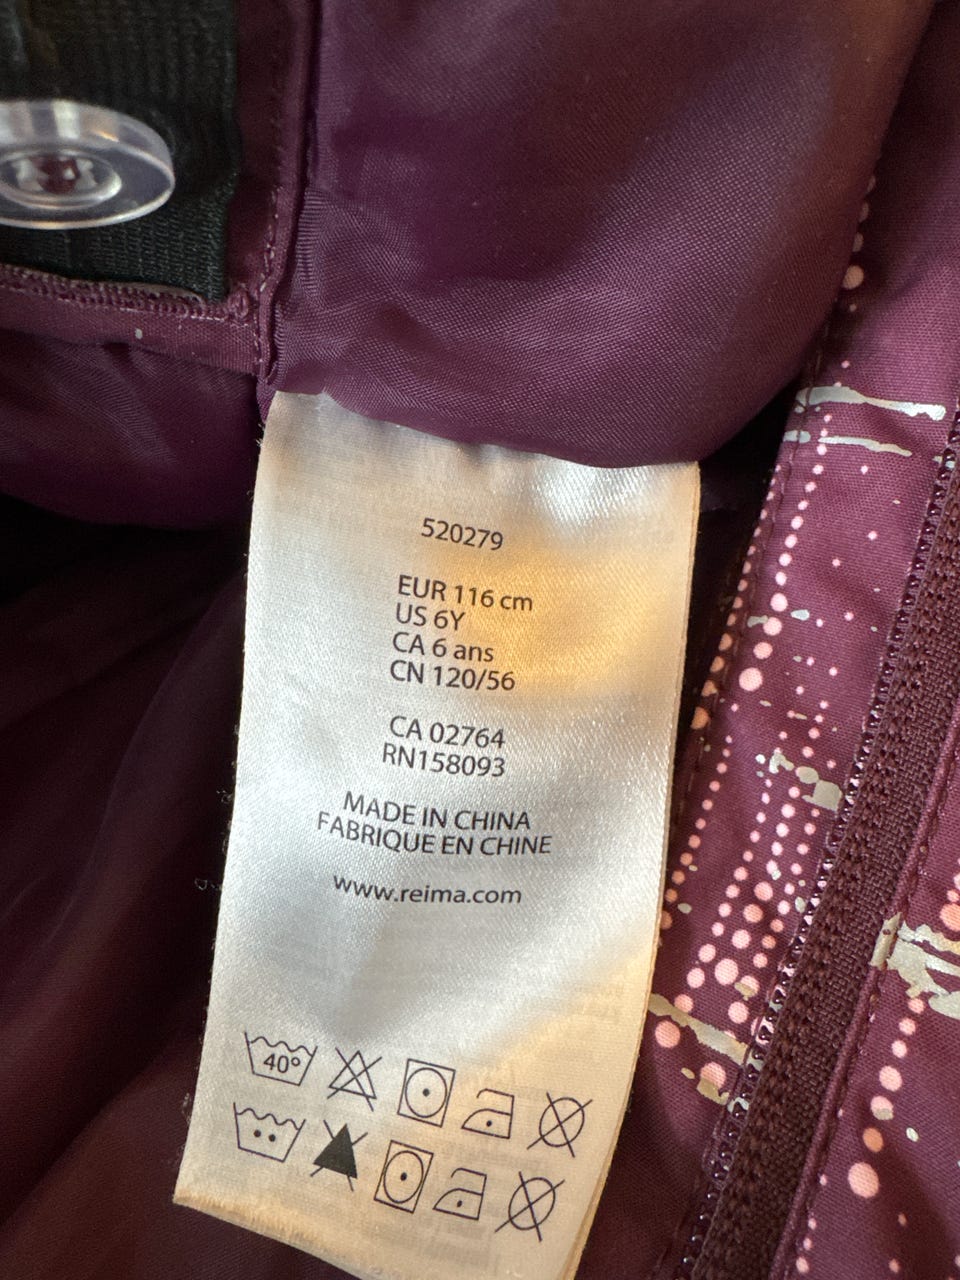 520279
EUR 116 cm
US 6Y
CA 6 ans
CN 120/56
CA 02764
RN158093
MADE IN CHINA
FABRIQUE EN CHINE
www.reima.com
40°